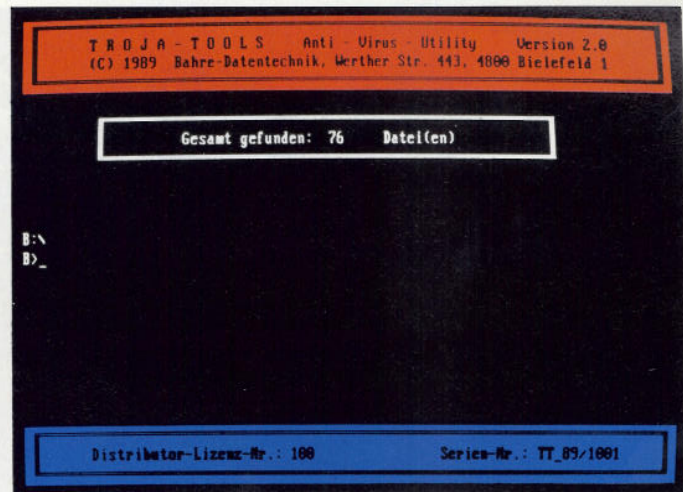 T R O J A - T O O L S Anti - Virus - Utility Version 2.0
(C) 1989 Bahre-Datentechnik, Werther Str. 443, 4800 Bielefeld 1
Gesamt gefunden: 76 Datei(en)
B:\
B>_
Distributor-Lizenz-Nr.: 100 Serien-Nr.: TT_89/1001